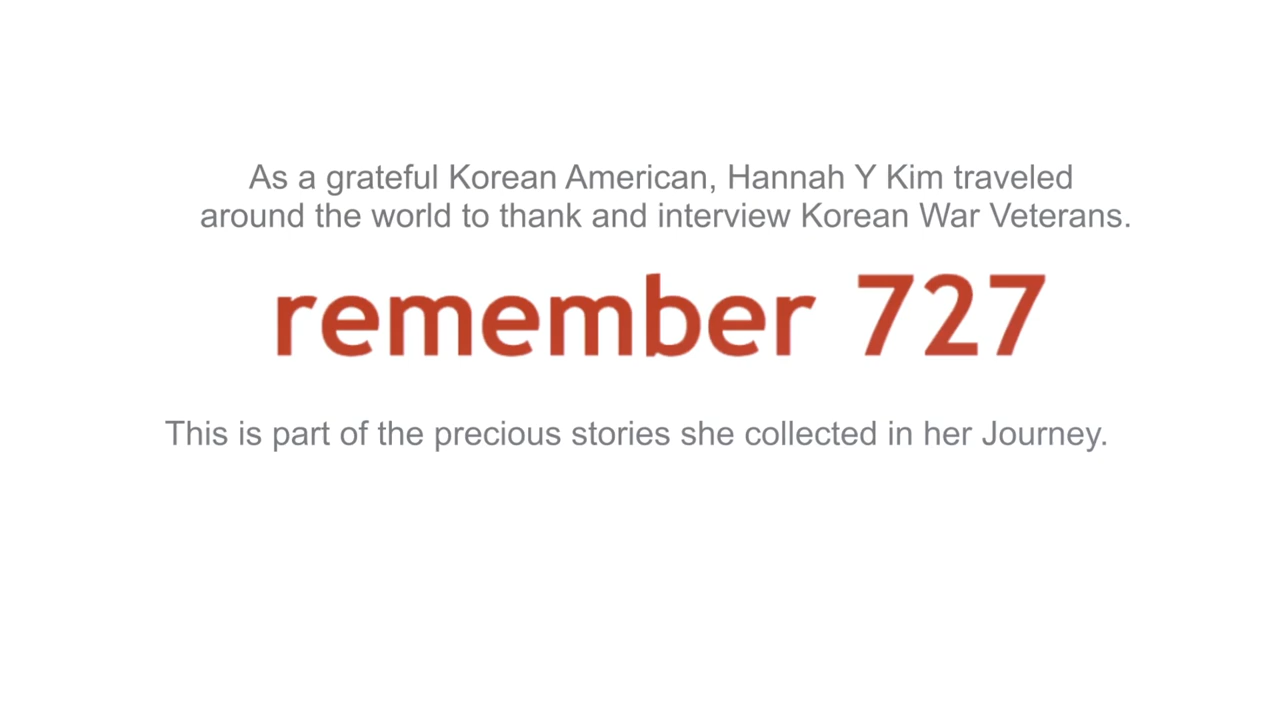 As a grateful Korean American, Hannah Y Kim traveled
around the world to thank and interview Korean War Veterans.
remember 727
This is part of the precious stories she collected in her Journey.